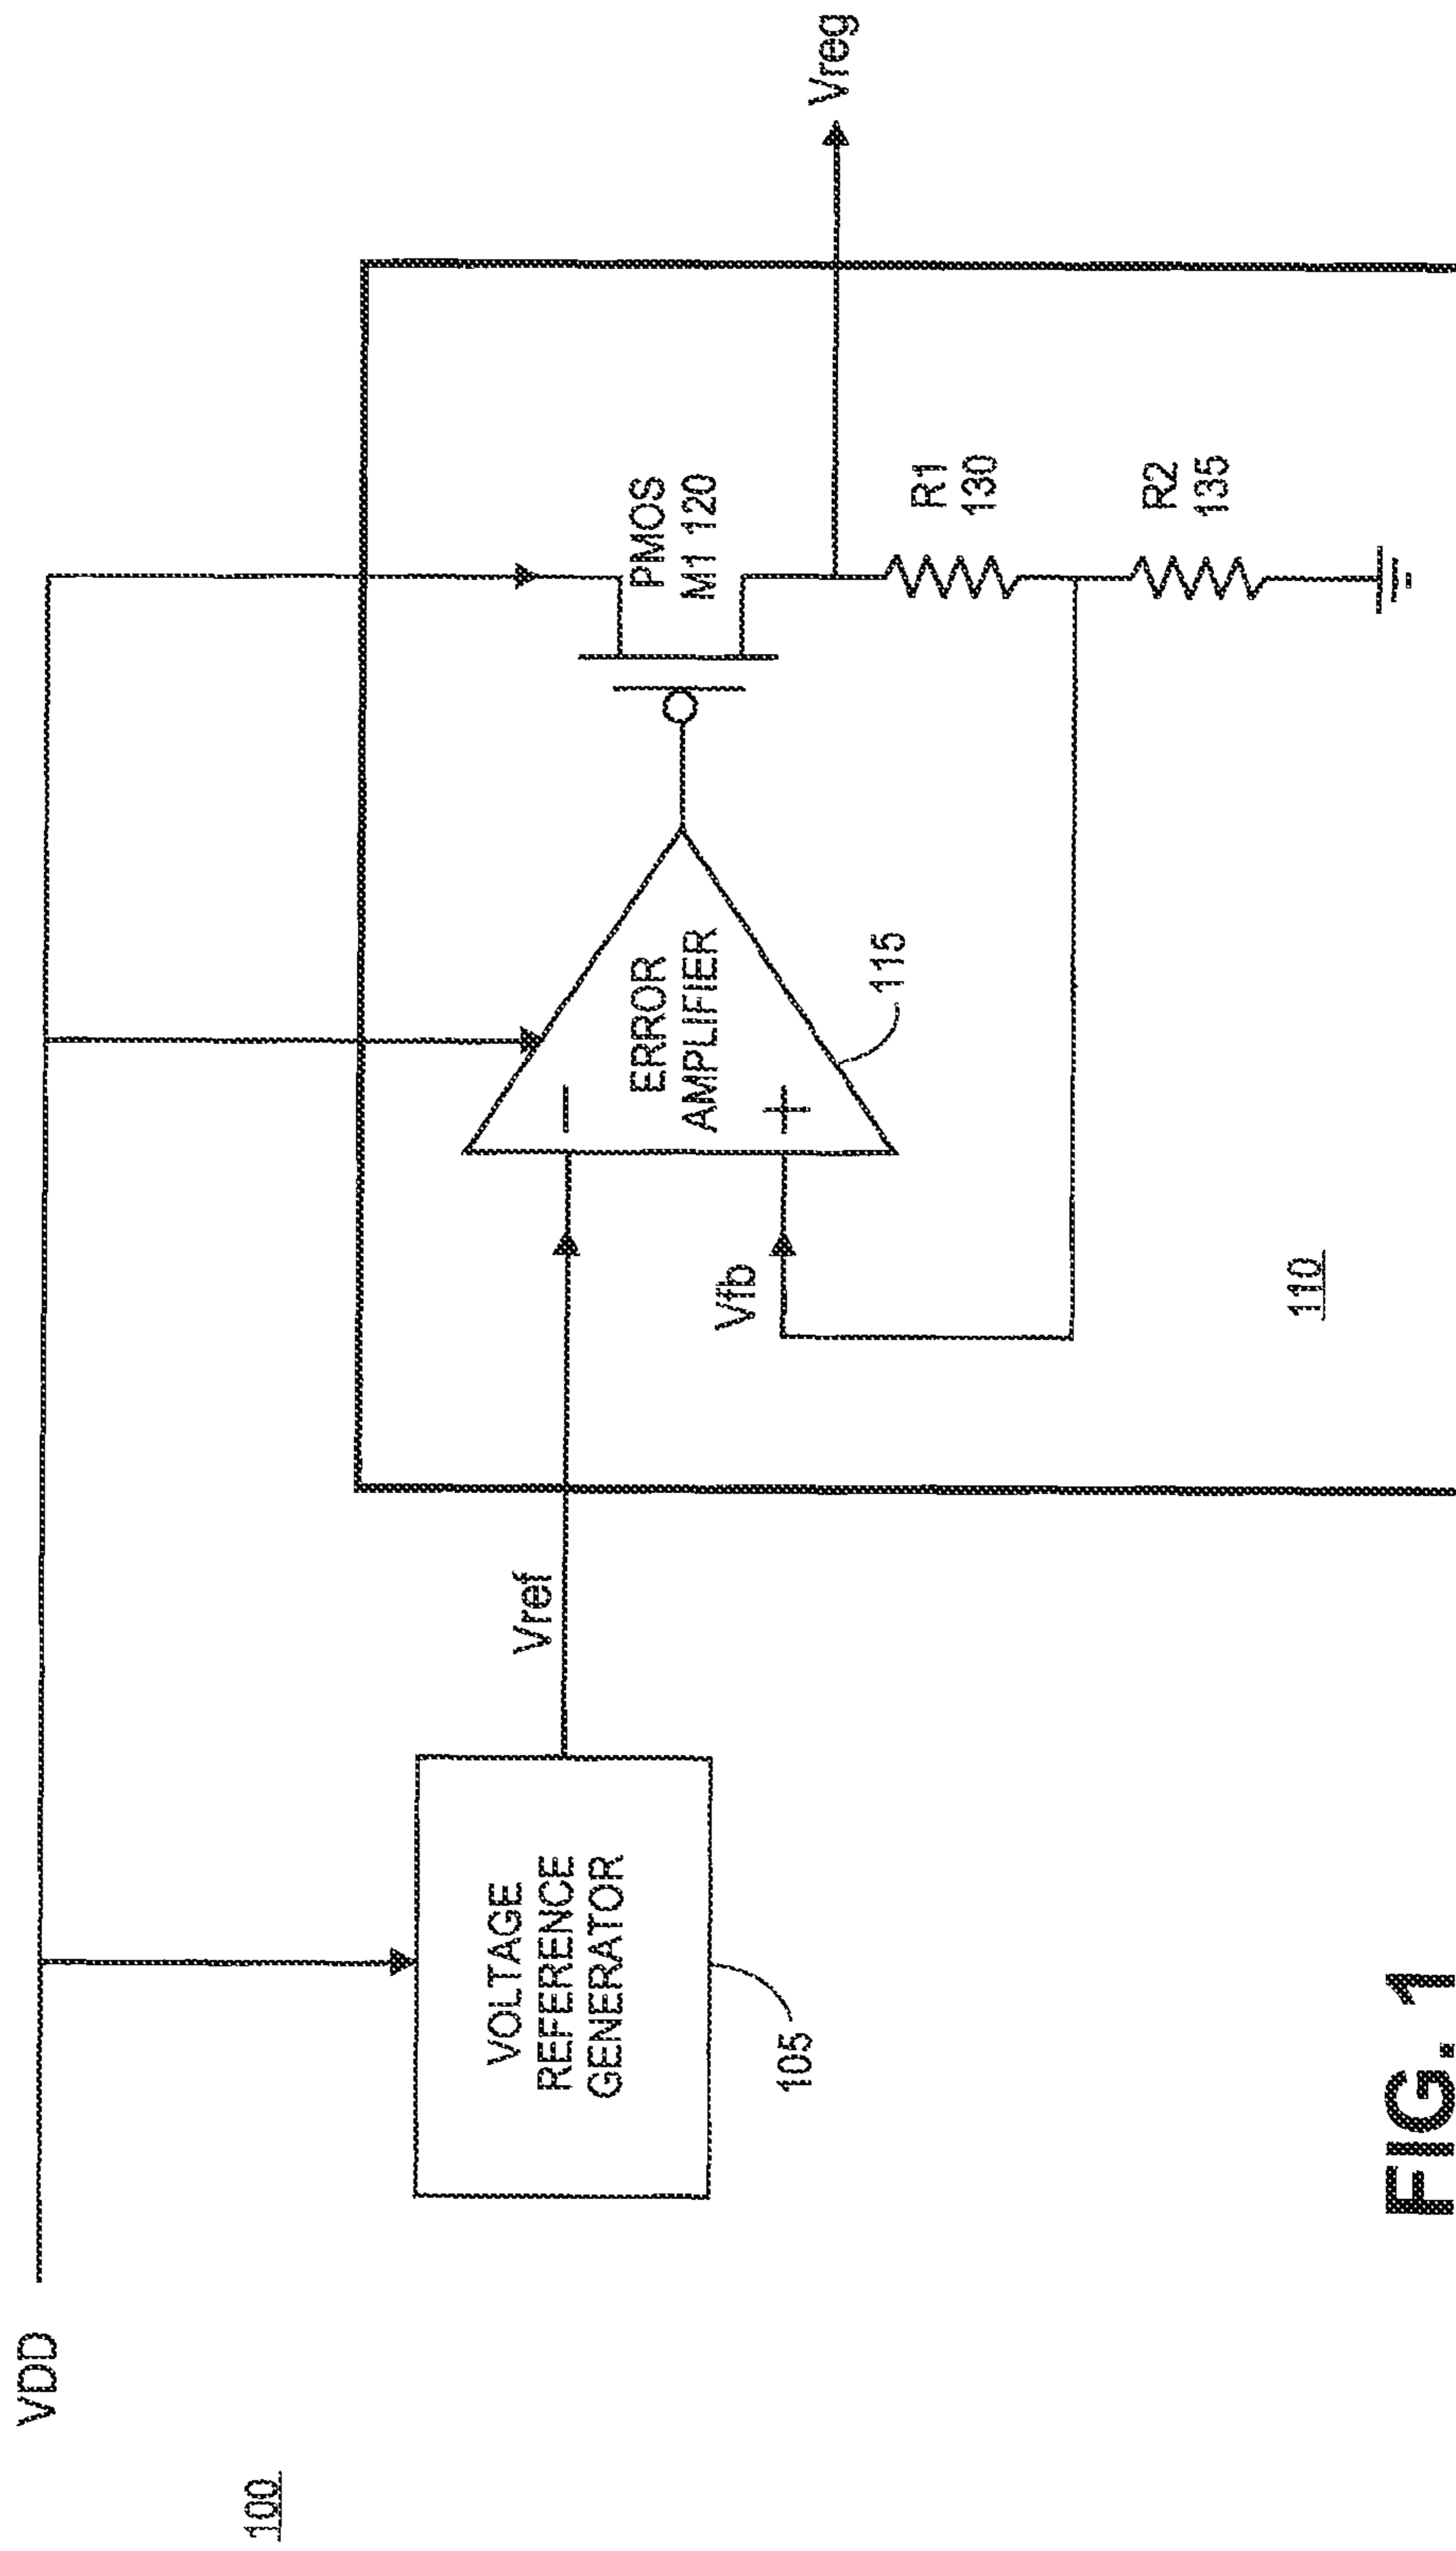 100
VDD
VOLTAGE
REFERENCE
GENERATOR
105
Vref
Vfb
−
+
ERROR
AMPLIFIER
115
PMOS
M1 120
Vreg
R1
130
R2
135
110
FIG. 1